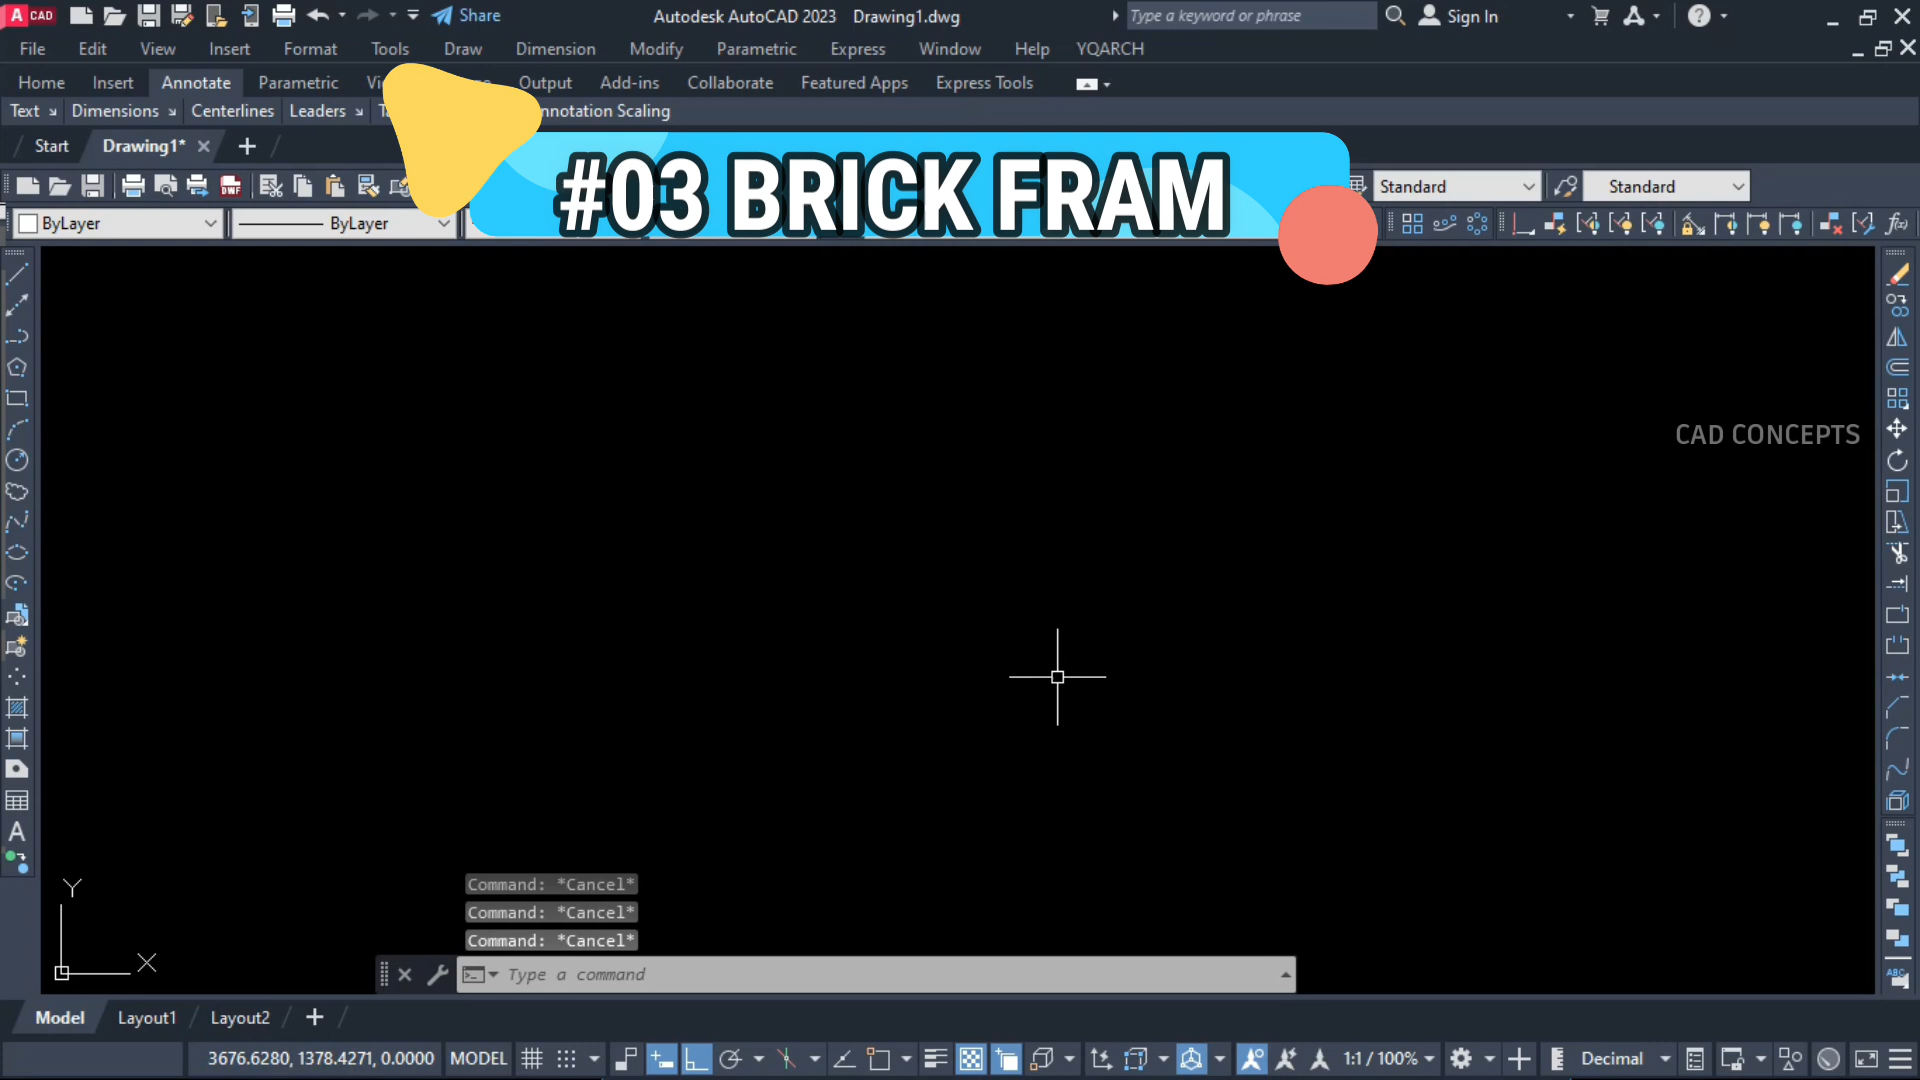 A CAD
Share
Autodesk AutoCAD 2023 Drawing1.dwg
Type a keyword or phrase
Sign In
File Edit View Insert Format Tools Draw Dimension Modify Parametric Express Window Help YQARCH
Home Insert Annotate Parametric Output Add-ins Collaborate Featured Apps Express Tools
Text Dimensions Centerlines Leaders nnotation Scaling
Start Drawing1*
#03 BRICK FRAM
DWF
Standard Standard
ByLayer ByLayer
f(x)
CAD CONCEPTS
A
Y
X
Command: *Cancel*
Command: *Cancel*
Command: *Cancel*
Type a command
ABC
Model Layout1 Layout2
3676.6280, 1378.4271, 0.0000 MODEL 1:1 / 100% Decimal